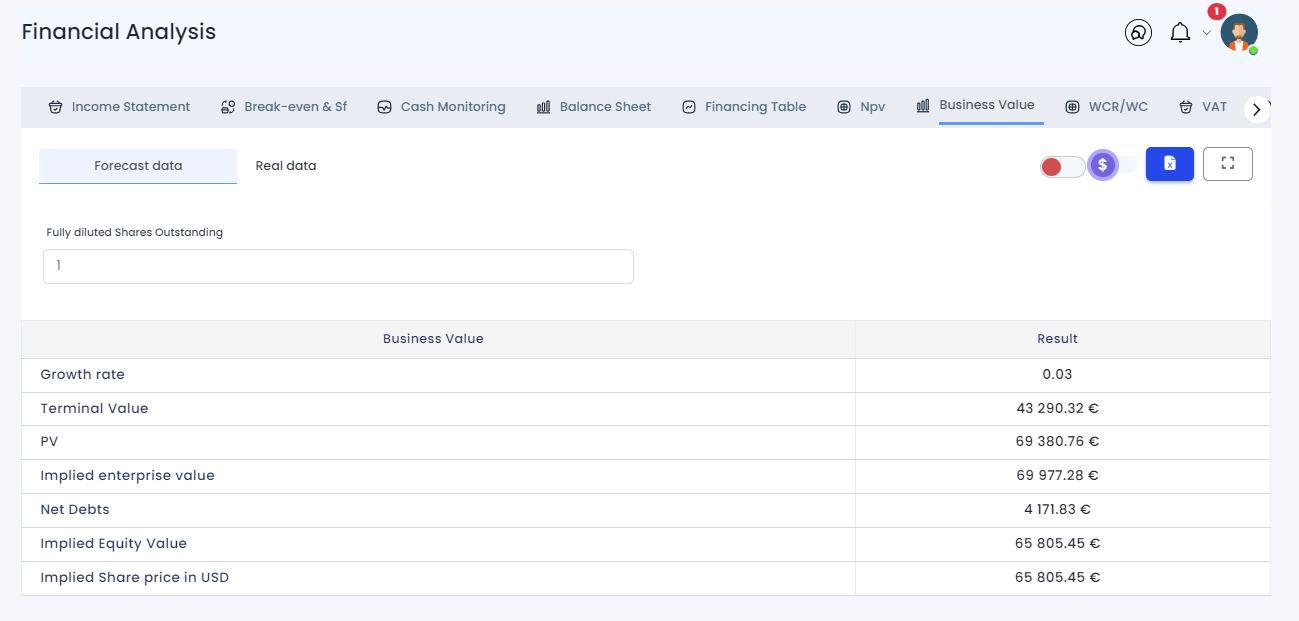 Financial Analysis
1
Income Statement Break-even & Sf Cash Monitoring Balance Sheet Financing Table Npv Business Value WCR/WC VAT
Forecast data Real data
$
Fully diluted Shares Outstanding
1
Business Value Result
Growth rate 0.03
Terminal Value 43 290.32 €
PV 69 380.76 €
Implied enterprise value 69 977.28 €
Net Debts 4 171.83 €
Implied Equity Value 65 805.45 €
Implied Share price in USD 65 805.45 €